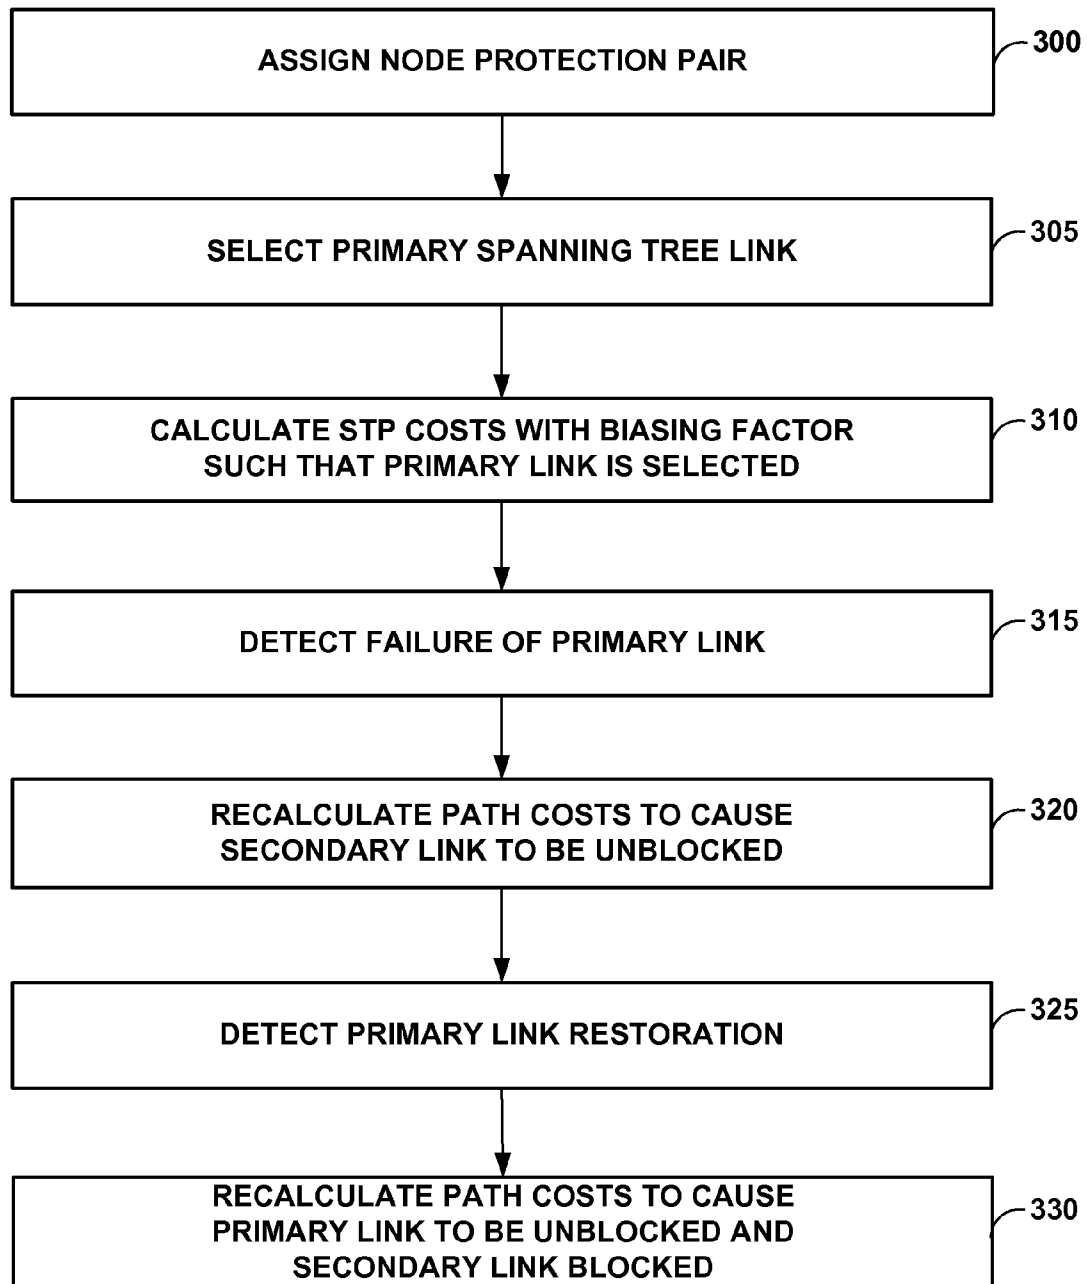 ASSIGN NODE PROTECTION PAIR
300
SELECT PRIMARY SPANNING TREE LINK
305
CALCULATE STP COSTS WITH BIASING FACTOR
SUCH THAT PRIMARY LINK IS SELECTED
310
DETECT FAILURE OF PRIMARY LINK
315
RECALCULATE PATH COSTS TO CAUSE
SECONDARY LINK TO BE UNBLOCKED
320
DETECT PRIMARY LINK RESTORATION
325
RECALCULATE PATH COSTS TO CAUSE
PRIMARY LINK TO BE UNBLOCKED AND
SECONDARY LINK BLOCKED
330